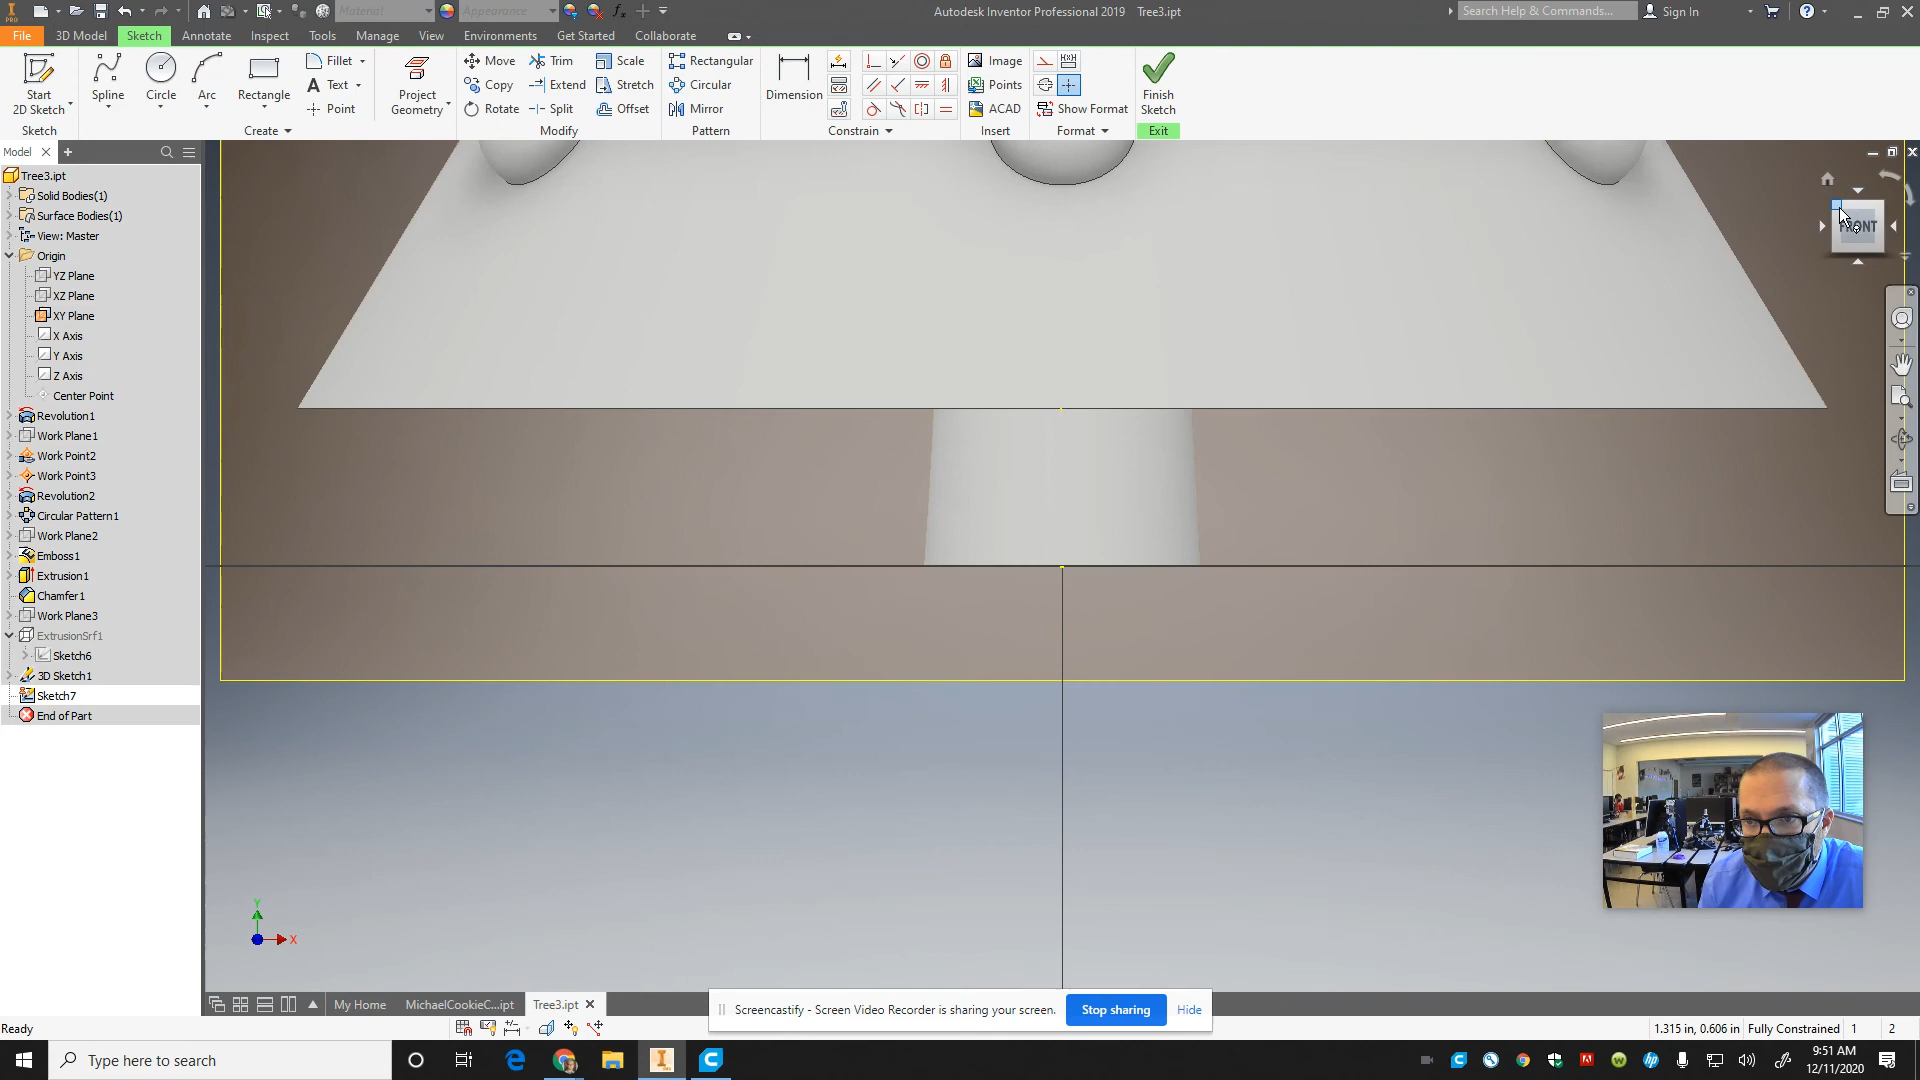 PRO
Material
Appearance
Autodesk Inventor Professional 2019 Tree3.ipt
Search Help & Commands...
Sign In
File
3D Model
Sketch
Annotate
Inspect
Tools
Manage
View
Environments
Get Started
Collaborate
Start
2D Sketch
Spline
Circle
Arc
Rectangle
Fillet
Text
Point
Project
Geometry
Move
Copy
Rotate
Trim
Extend
Split
Scale
Stretch
Offset
Rectangular
Circular
Mirror
Dimension
Image
Points
ACAD
Show Format
Finish
Sketch
Sketch
Create
Modify
Pattern
Constrain
Insert
Format
Exit
Model
Tree3.ipt
Solid Bodies(1)
Surface Bodies(1)
View: Master
Origin
YZ Plane
XZ Plane
XY Plane
X Axis
Y Axis
Z Axis
Center Point
Revolution1
Work Plane1
Work Point2
Work Point3
Revolution2
Circular Pattern1
Work Plane2
Emboss1
Extrusion1
Chamfer1
Work Plane3
ExtrusionSrf1
Sketch6
3D Sketch1
Sketch7
End of Part
FRONT
Y
X
My Home
MichaelCookieC...ipt
Tree3.ipt
Screencastify - Screen Video Recorder is sharing your screen.
Stop sharing
Hide
Ready
1.315 in, 0.606 in
Fully Constrained
1
2
Type here to search
9:51 AM
12/11/2020